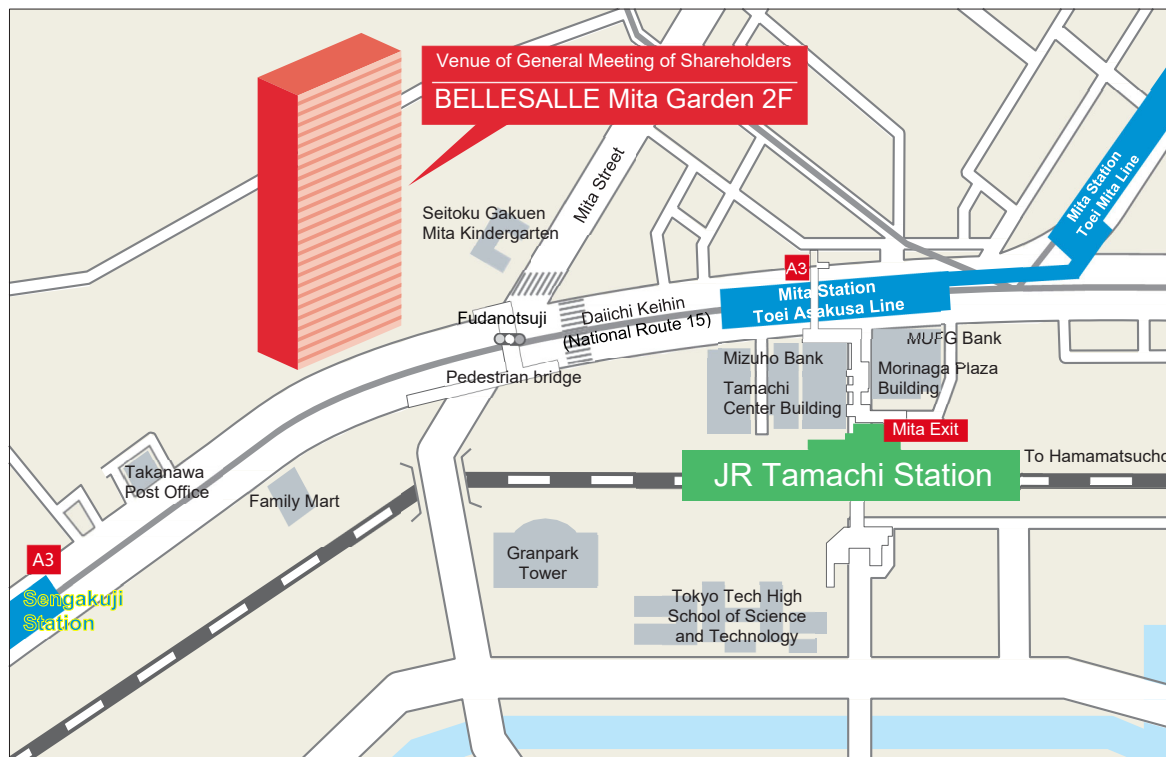 Venue of General Meeting of Shareholders
BELLESALLE Mita Garden 2F
Mita Street
Mita Station
Toei Mita Line
Seitoku Gakuen
Mita Kindergarten
A3
Mita Station
Toei Asakusa Line
Daiichi Keihin
(National Route 15)
Fudanotsuji
Pedestrian bridge
Mizuho Bank
Tamachi
Center Building
MUFG Bank
Morinaga Plaza
Building
Mita Exit
JR Tamachi Station
To Hamamatsucho
Takanawa
Post Office
Family Mart
Granpark
Tower
A3
Sengakuji
Station
Tokyo Tech High
School of Science
and Technology